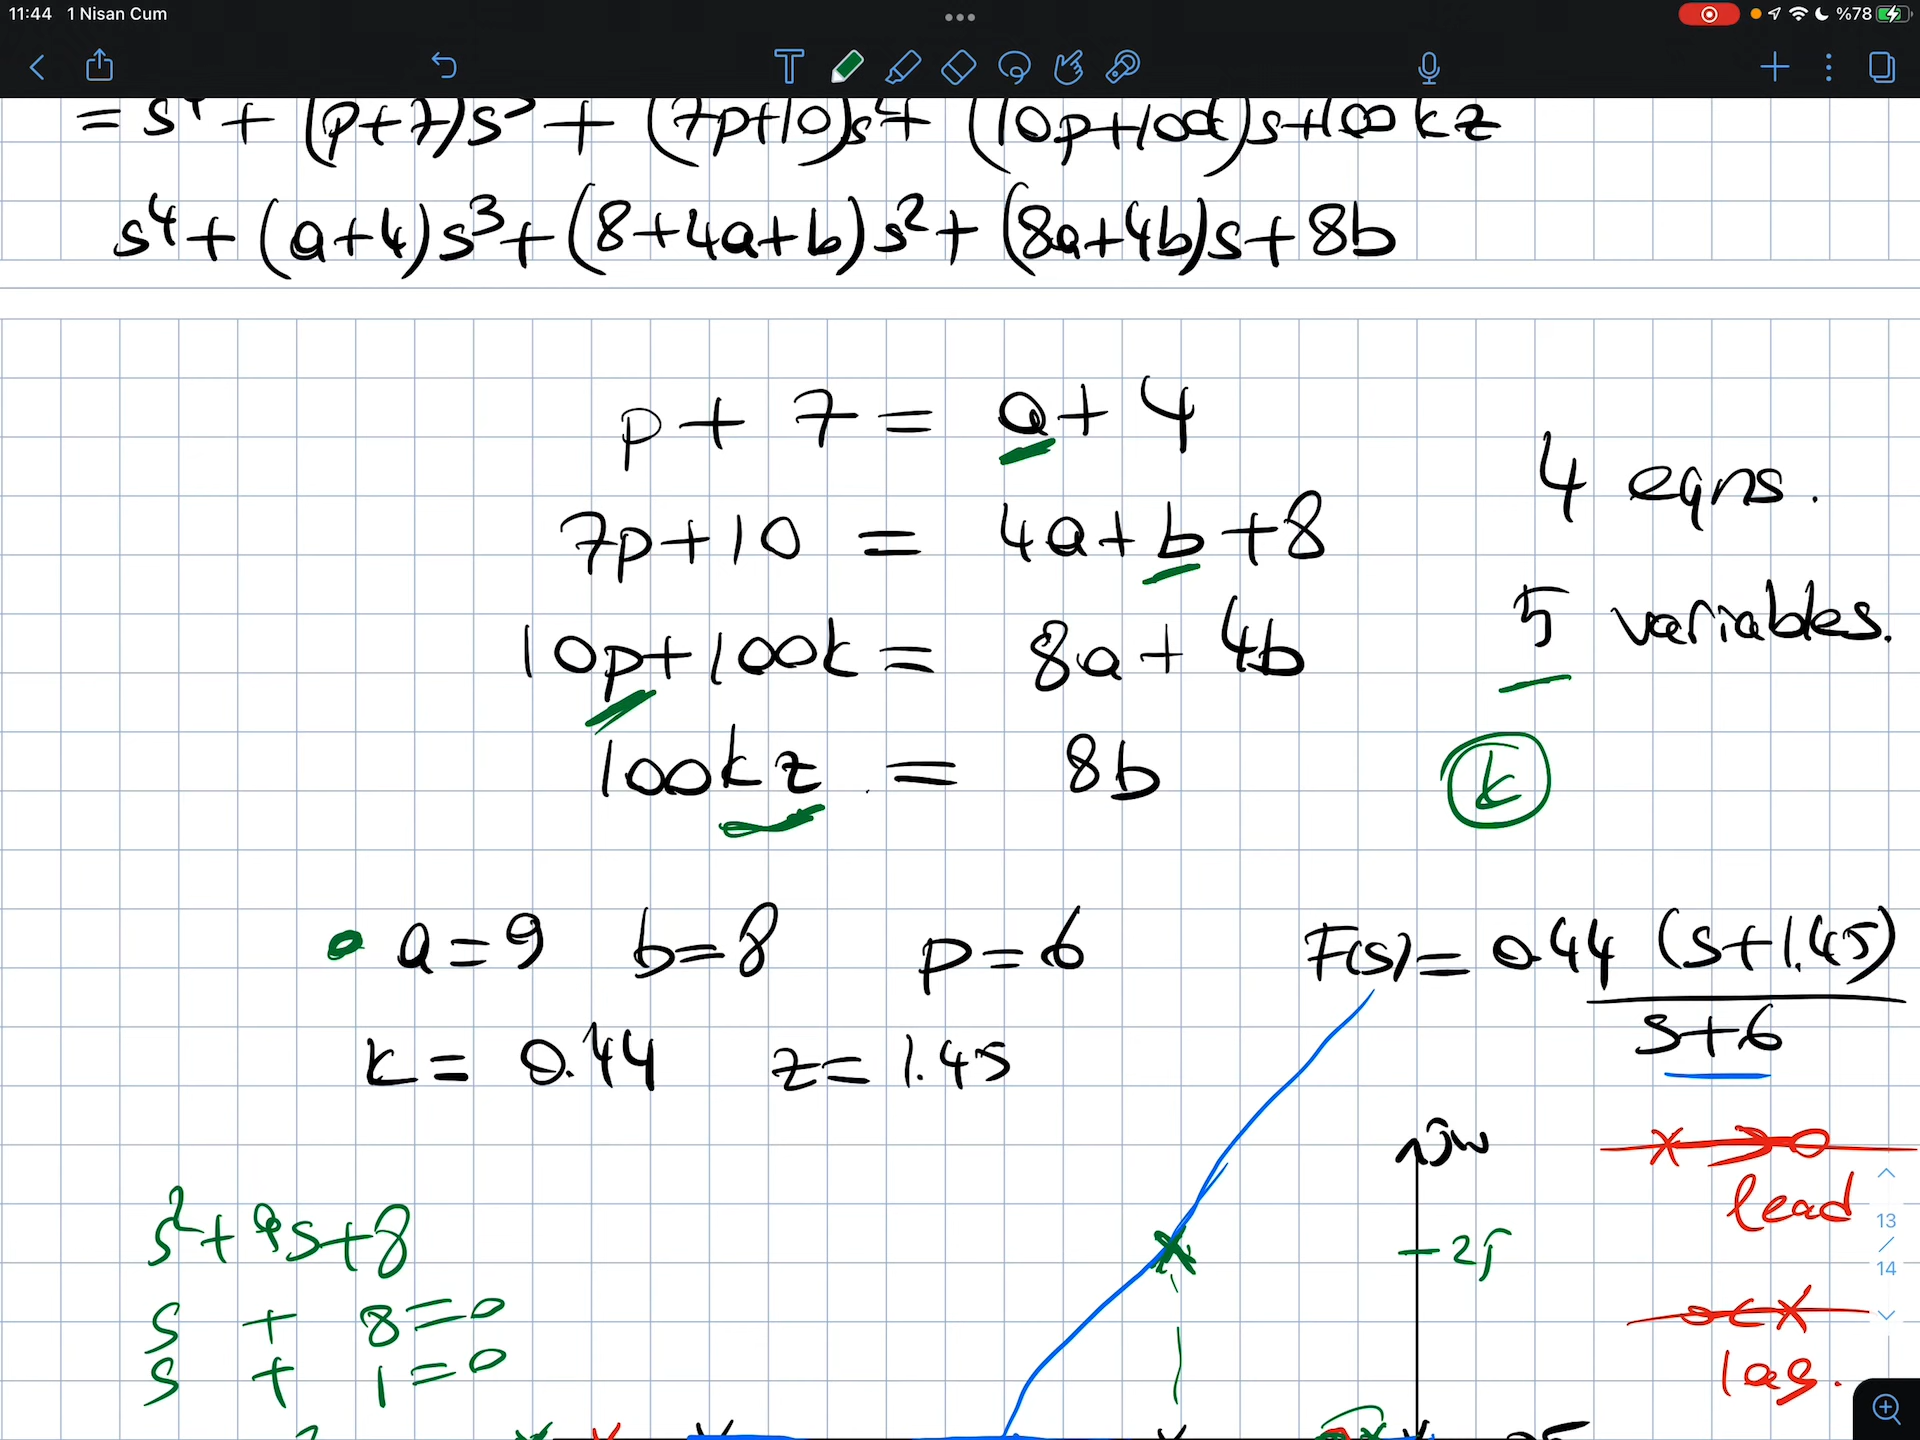 11:44 1 Nisan Cum
%78
= s⁴ + (p+7)s³ + (7p+10)s² + (10p+100k)s+100kz
s⁴+(a+4)s³+(8+4a+b)s²+(8a+4b)s+8b
p + 7 = a + 4
7p+10 = 4a+b+8
4 eqns.
10p+100k = 8a+4b
5 variables.
100kz = 8b
k
a=9 b=8 p=6
F(s) = 0.44 (s+1.45)
s+6
k = 0.44 z = 1.45
jw
lead
13
/
14
s²+9s+8
2j
s + 8=0
s + 1=0
lag.